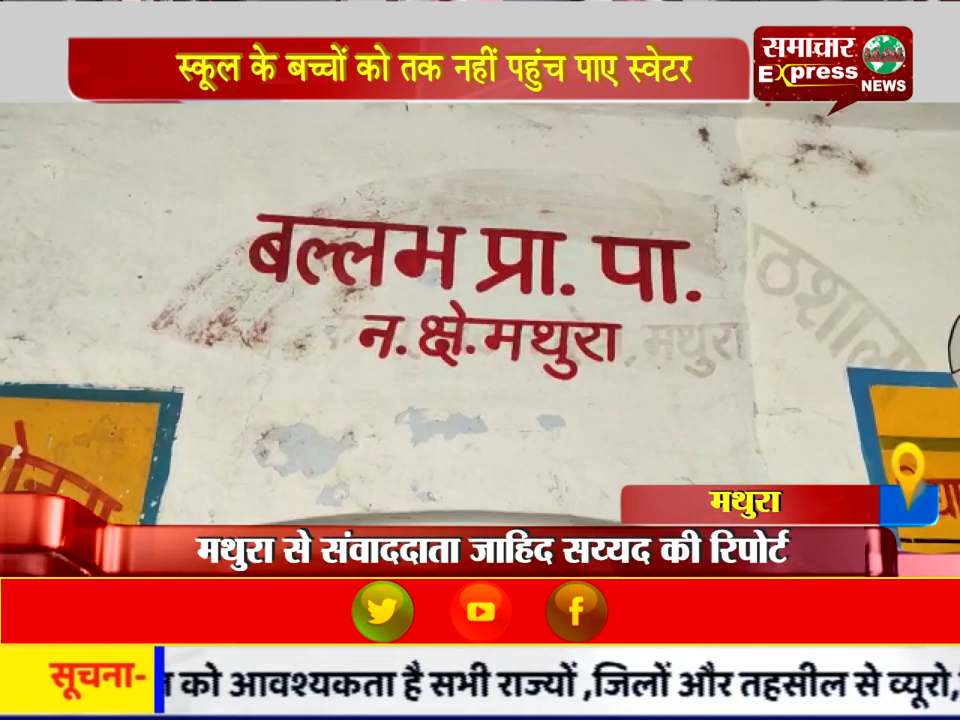 स्कूल के बच्चों को तक नहीं पहुंच पाए स्वेटर
समाचार
Express
NEWS
बल्लभ प्रा. पा.
न. क्षे. मथुरा
मथुरा
ठशाला
मथुरा
मथुरा से संवाददाता जाहिद सय्यद की रिपोर्ट
सूचना- को आवश्यकता है सभी राज्यों ,जिलों और तहसील से व्यूरो,